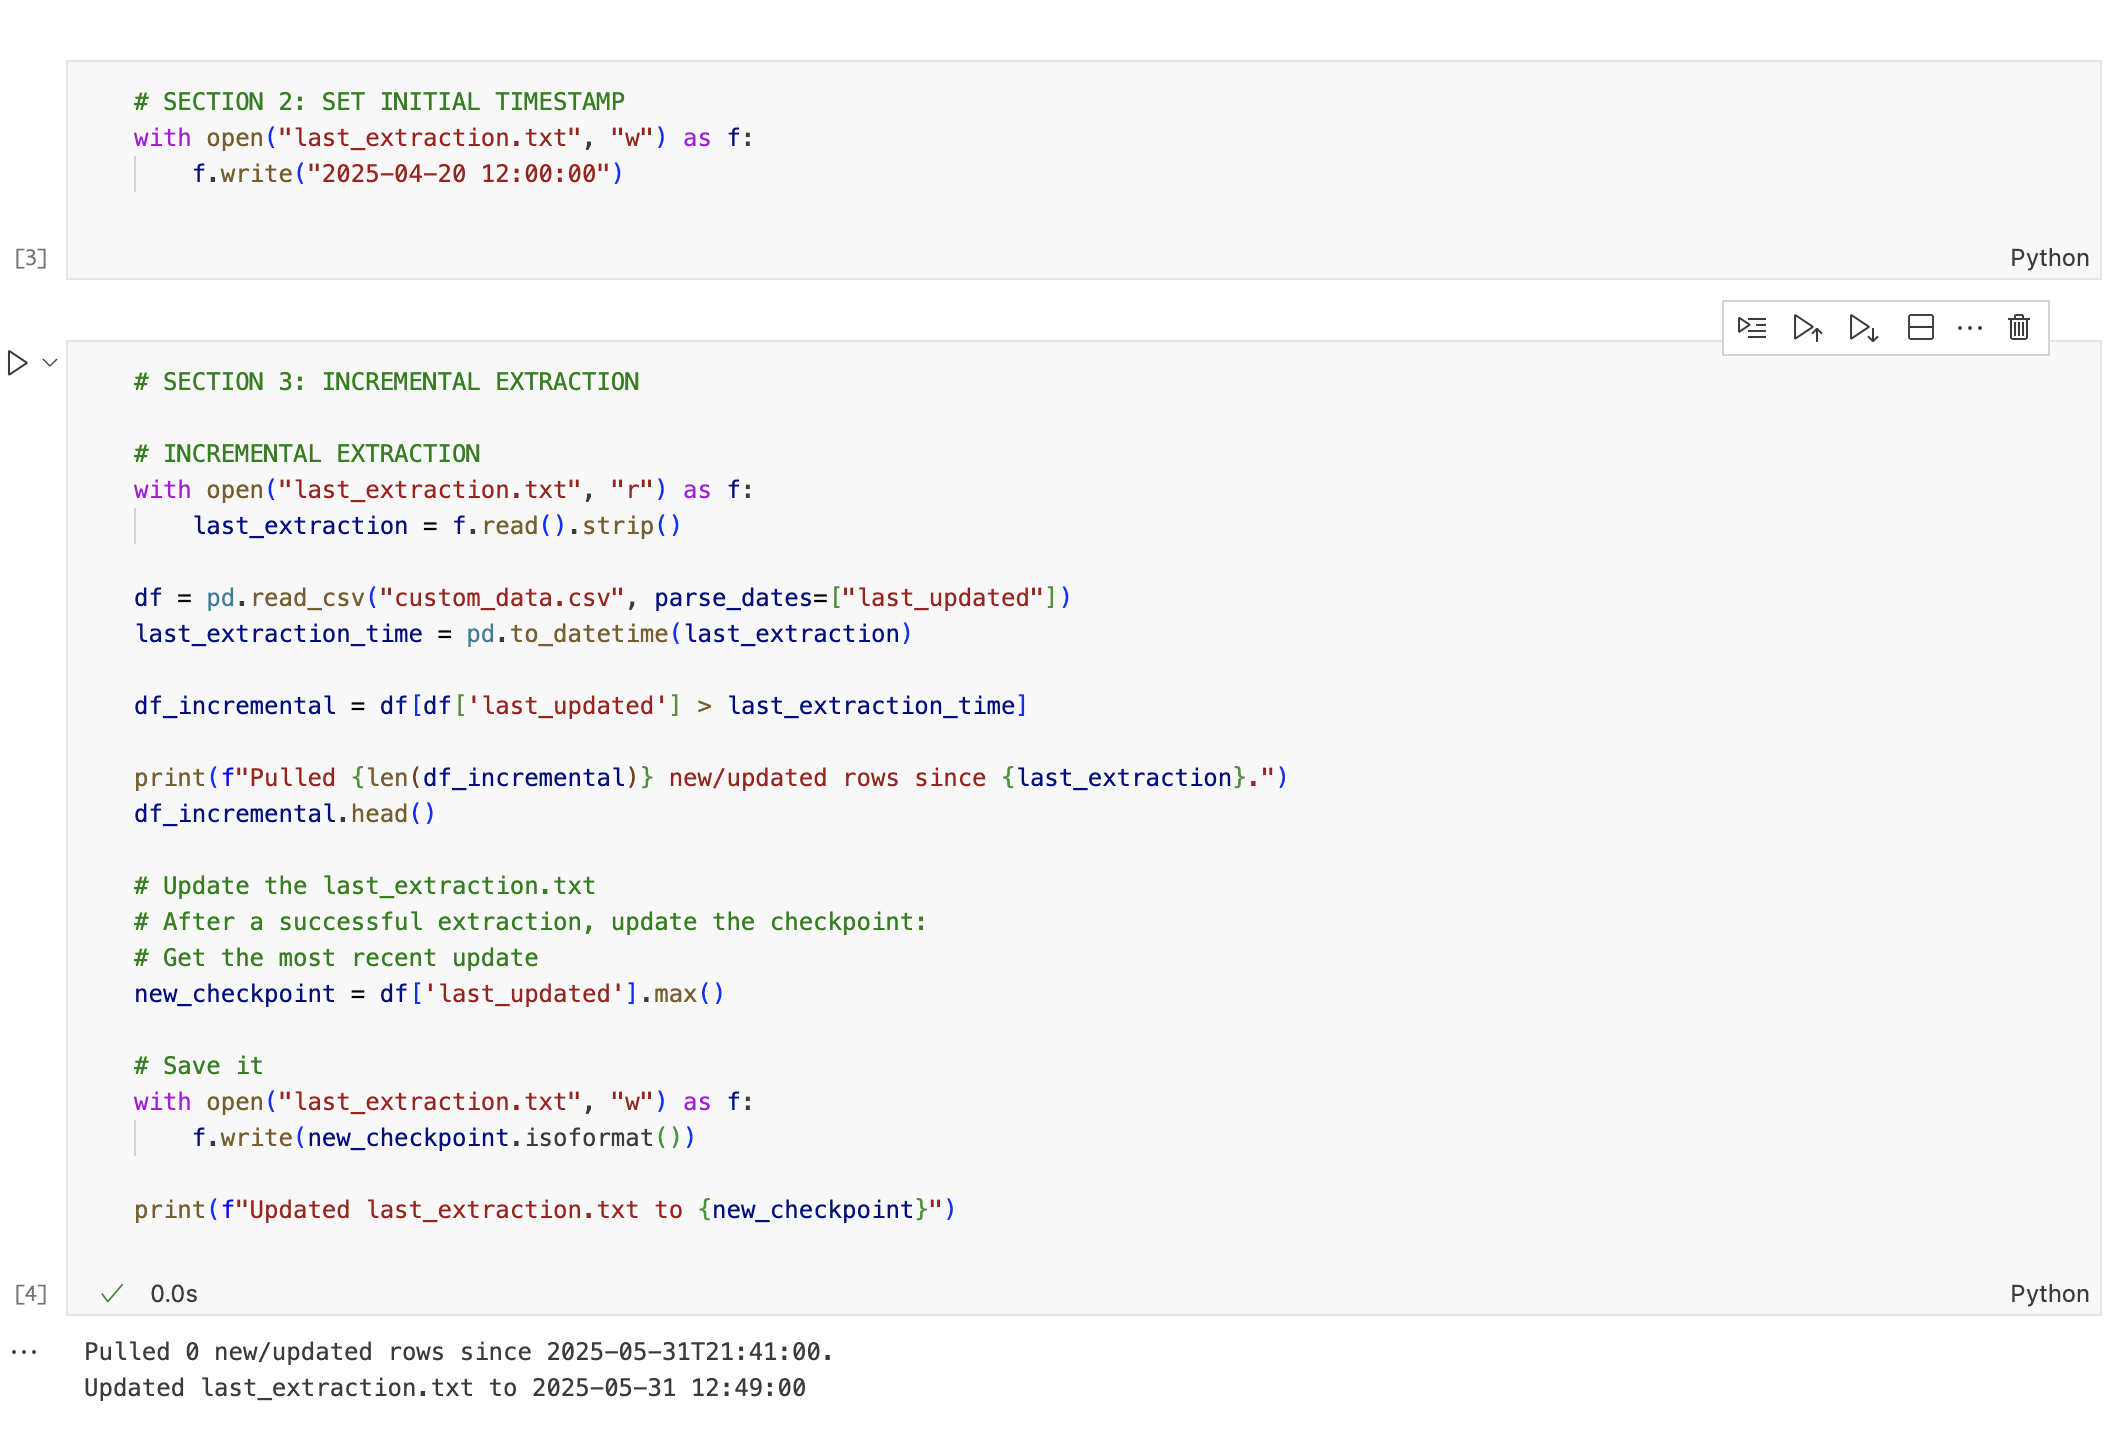 # SECTION 2: SET INITIAL TIMESTAMP
with open("last_extraction.txt", "w") as f:
    f.write("2025-04-20 12:00:00")
[3]
Python
# SECTION 3: INCREMENTAL EXTRACTION
# INCREMENTAL EXTRACTION
with open("last_extraction.txt", "r") as f:
    last_extraction = f.read().strip()
df = pd.read_csv("custom_data.csv", parse_dates=["last_updated"])
last_extraction_time = pd.to_datetime(last_extraction)
df_incremental = df[df['last_updated'] > last_extraction_time]
print(f"Pulled {len(df_incremental)} new/updated rows since {last_extraction}.")
df_incremental.head()
# Update the last_extraction.txt
# After a successful extraction, update the checkpoint:
# Get the most recent update
new_checkpoint = df['last_updated'].max()
# Save it
with open("last_extraction.txt", "w") as f:
    f.write(new_checkpoint.isoformat())
print(f"Updated last_extraction.txt to {new_checkpoint}")
[4]
0.0s
Python
Pulled 0 new/updated rows since 2025-05-31T21:41:00.
Updated last_extraction.txt to 2025-05-31 12:49:00